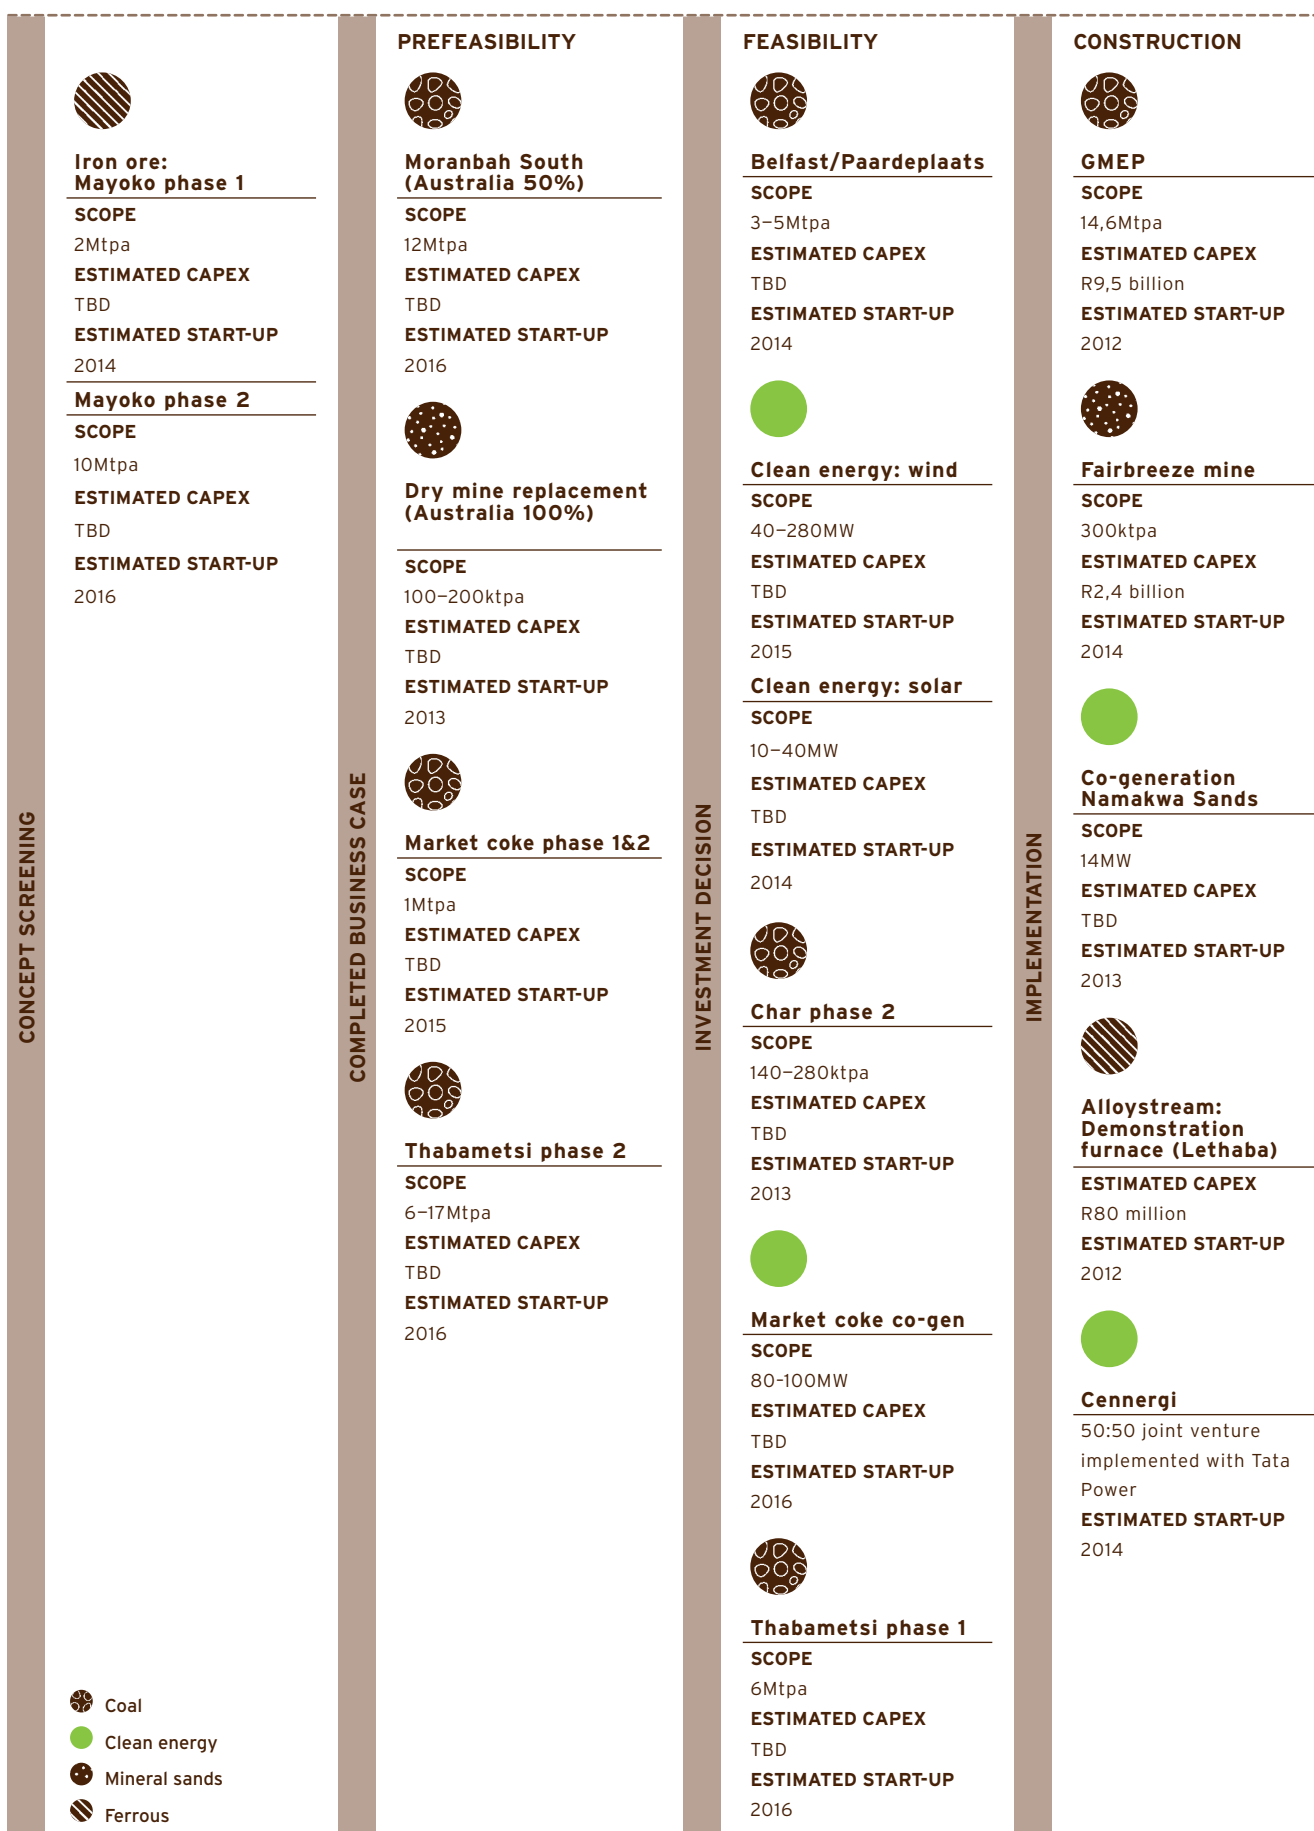 CONCEPT SCREENING
Iron ore:
Mayoko phase 1
SCOPE
2Mtpa
ESTIMATED CAPEX
TBD
ESTIMATED START-UP
2014
Mayoko phase 2
SCOPE
10Mtpa
ESTIMATED CAPEX
TBD
ESTIMATED START-UP
2016
Coal
Clean energy
Mineral sands
Ferrous
COMPLETED BUSINESS CASE
PREFEASIBILITY
Moranbah South
(Australia 50%)
SCOPE
12Mtpa
ESTIMATED CAPEX
TBD
ESTIMATED START-UP
2016
Dry mine replacement
(Australia 100%)
SCOPE
100–200ktpa
ESTIMATED CAPEX
TBD
ESTIMATED START-UP
2013
Market coke phase 1&2
SCOPE
1Mtpa
ESTIMATED CAPEX
TBD
ESTIMATED START-UP
2015
Thabametsi phase 2
SCOPE
6–17Mtpa
ESTIMATED CAPEX
TBD
ESTIMATED START-UP
2016
INVESTMENT DECISION
FEASIBILITY
Belfast/Paardeplaats
SCOPE
3–5Mtpa
ESTIMATED CAPEX
TBD
ESTIMATED START-UP
2014
Clean energy: wind
SCOPE
40–280MW
ESTIMATED CAPEX
TBD
ESTIMATED START-UP
2015
Clean energy: solar
SCOPE
10–40MW
ESTIMATED CAPEX
TBD
ESTIMATED START-UP
2014
Char phase 2
SCOPE
140–280ktpa
ESTIMATED CAPEX
TBD
ESTIMATED START-UP
2013
Market coke co-gen
SCOPE
80-100MW
ESTIMATED CAPEX
TBD
ESTIMATED START-UP
2016
Thabametsi phase 1
SCOPE
6Mtpa
ESTIMATED CAPEX
TBD
ESTIMATED START-UP
2016
IMPLEMENTATION
CONSTRUCTION
GMEP
SCOPE
14,6Mtpa
ESTIMATED CAPEX
R9,5 billion
ESTIMATED START-UP
2012
Fairbreeze mine
SCOPE
300ktpa
ESTIMATED CAPEX
R2,4 billion
ESTIMATED START-UP
2014
Co-generation
Namakwa Sands
SCOPE
14MW
ESTIMATED CAPEX
TBD
ESTIMATED START-UP
2013
Alloystream:
Demonstration
furnace (Lethaba)
ESTIMATED CAPEX
R80 million
ESTIMATED START-UP
2012
Cennergi
50:50 joint venture
implemented with Tata
Power
ESTIMATED START-UP
2014